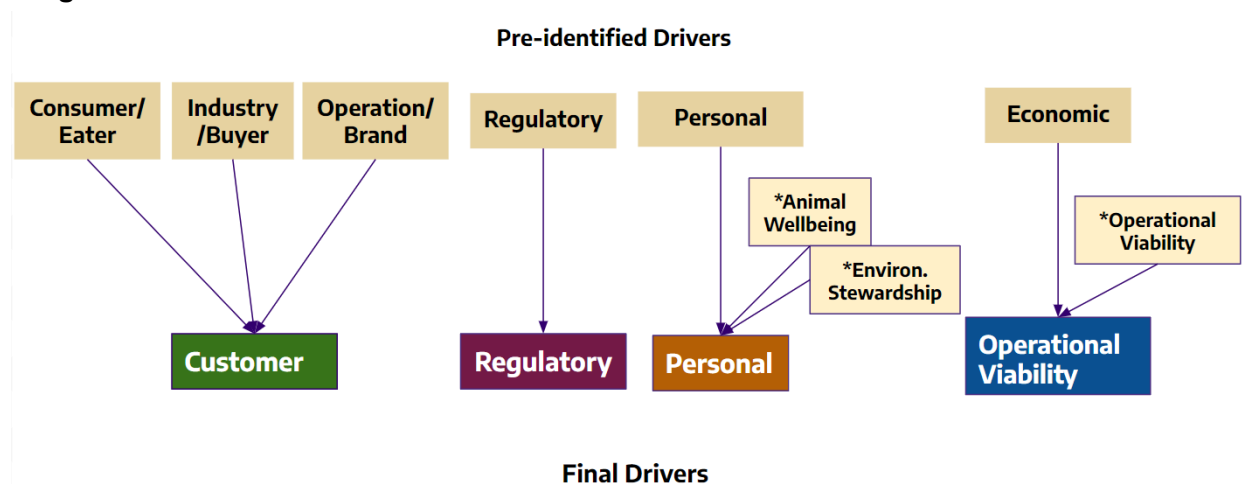 Pre-identified Drivers
Consumer/
Eater
Industry
/Buyer
Operation/
Brand
Regulatory
Personal
Economic
*Animal
Wellbeing
*Environ.
Stewardship
*Operational
Viability
Customer
Regulatory
Personal
Operational
Viability
Final Drivers